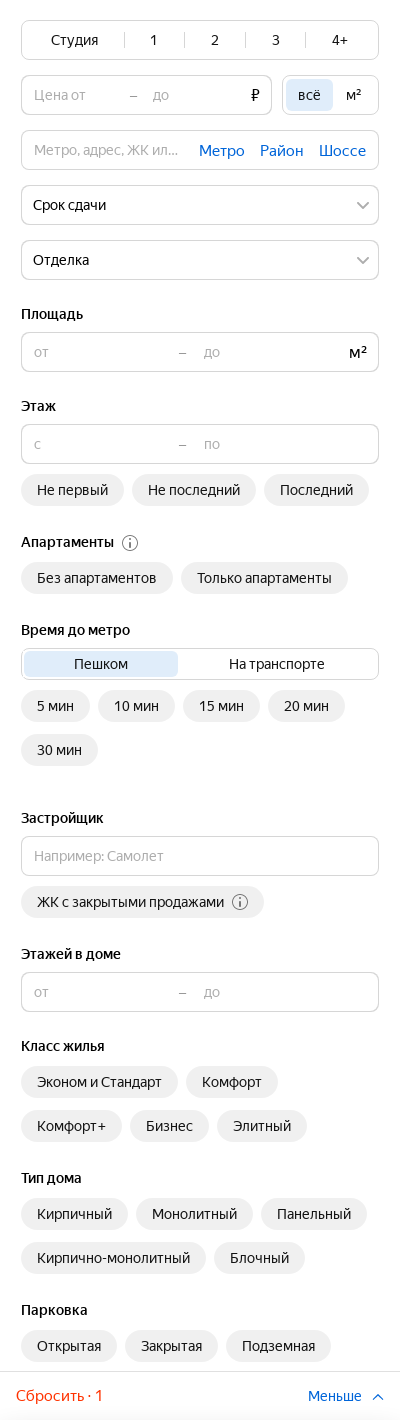 Студия 1 2 3 4+
Цена от – до ₽ всё м²
Метро, адрес, ЖК ил... Метро Район Шоссе
Срок сдачи
Отделка
Площадь
от – до м²
Этаж
с – по
Не первый Не последний Последний
Апартаменты
Без апартаментов Только апартаменты
Время до метро
Пешком На транспорте
5 мин 10 мин 15 мин 20 мин
30 мин
Застройщик
Например: Самолет
ЖК с закрытыми продажами
Этажей в доме
от – до
Класс жилья
Эконом и Стандарт Комфорт
Комфорт+ Бизнес Элитный
Тип дома
Кирпичный Монолитный Панельный
Кирпично-монолитный Блочный
Парковка
Открытая Закрытая Подземная
Сбросить · 1 Меньше